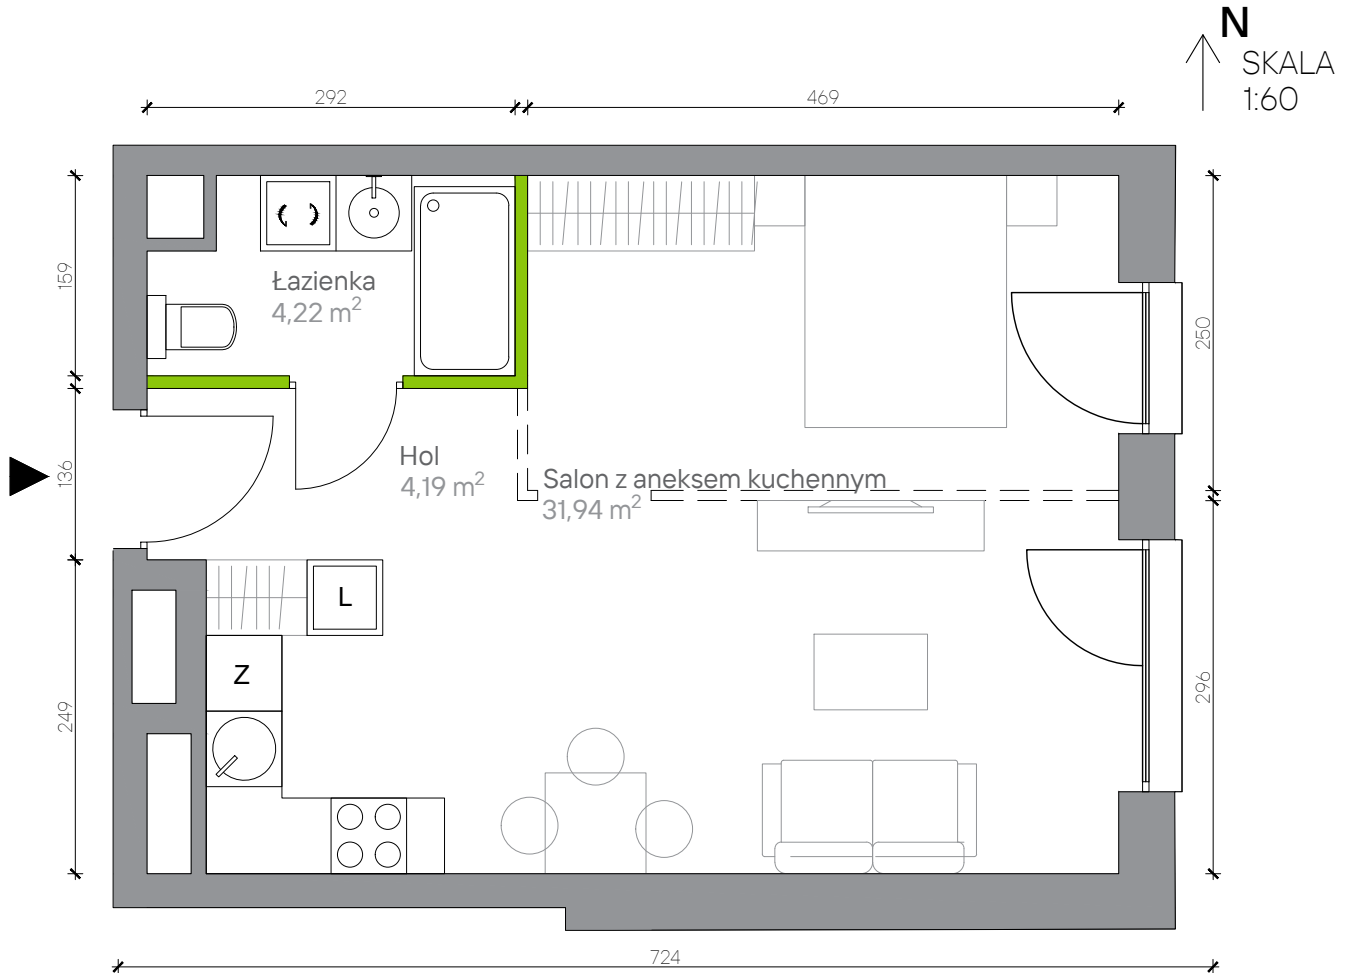 N
SKALA
1:60
292
469
159
Łazienka
4,22 m²
250
136
Hol
4,19 m²
Salon z aneksem kuchennym
31,94 m²
L
Z
249
296
724